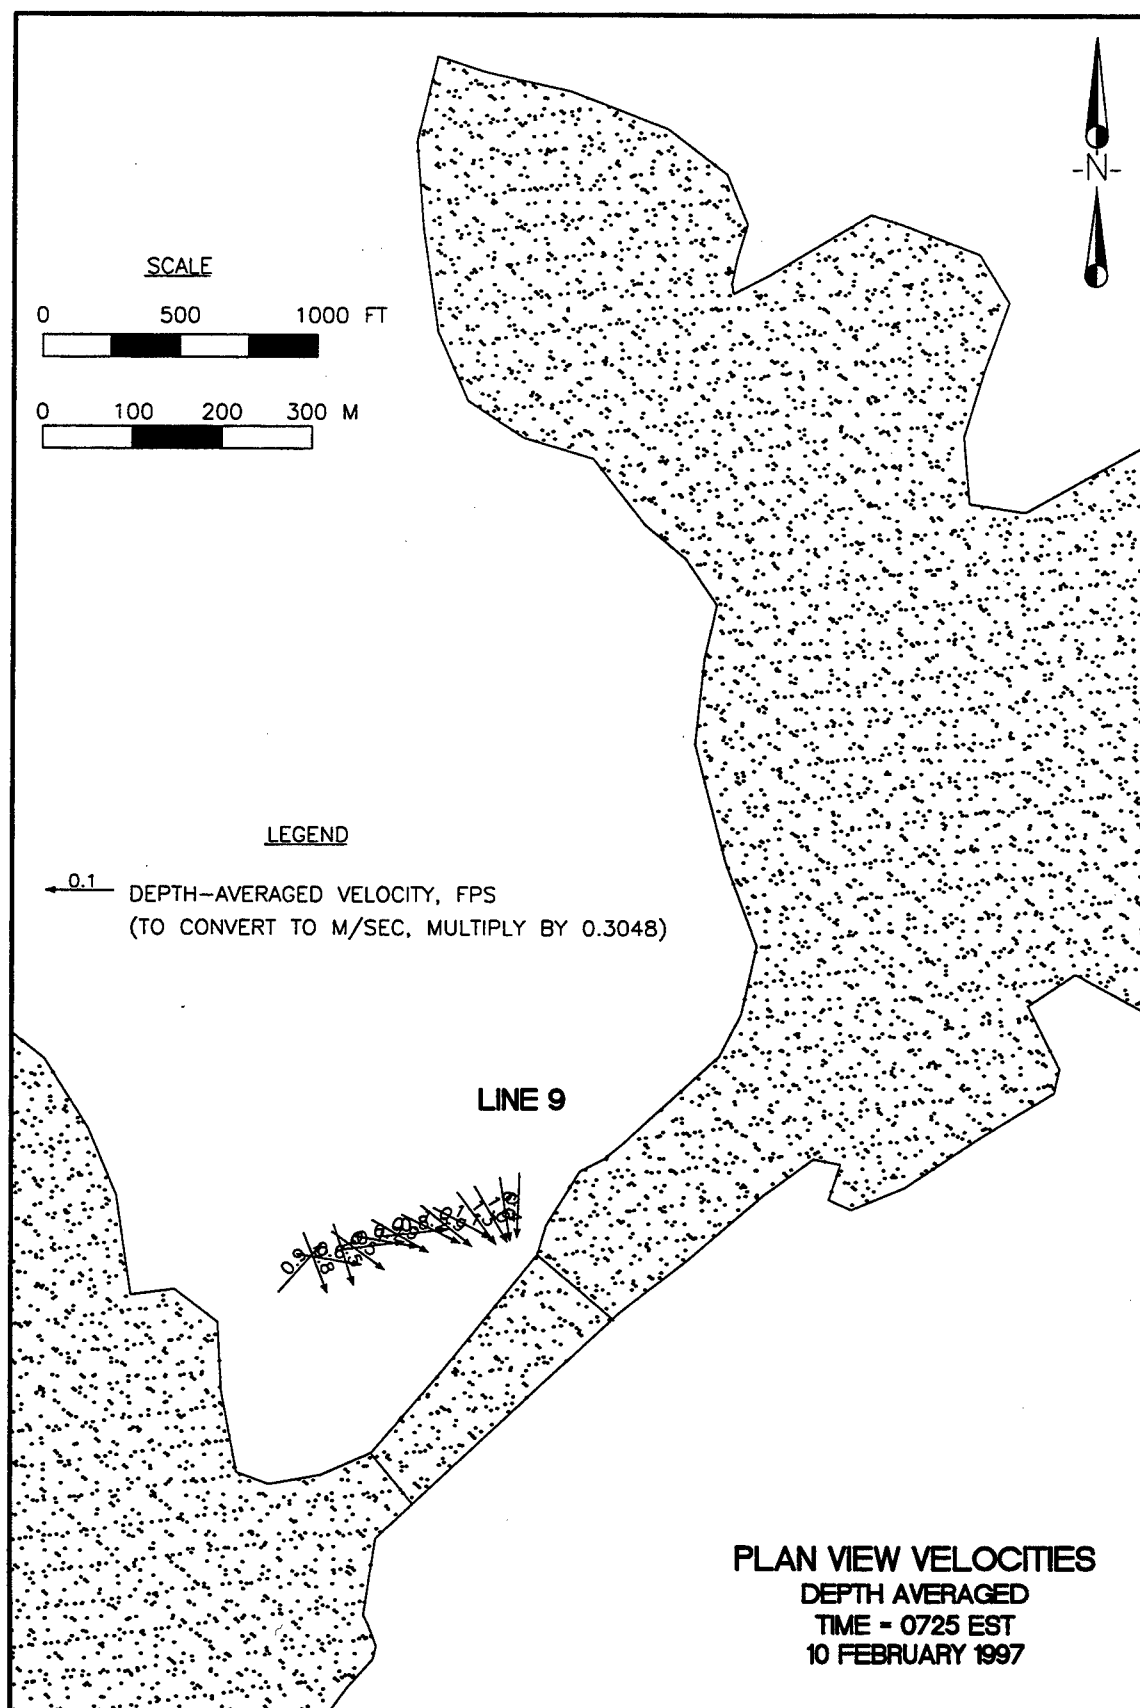 -N-
SCALE
0 500 1000 FT
0 100 200 300 M
LEGEND
0.1
DEPTH-AVERAGED VELOCITY, FPS
(TO CONVERT TO M/SEC, MULTIPLY BY 0.3048)
LINE 9
PLAN VIEW VELOCITIES
DEPTH AVERAGED
TIME = 0725 EST
10 FEBRUARY 1997